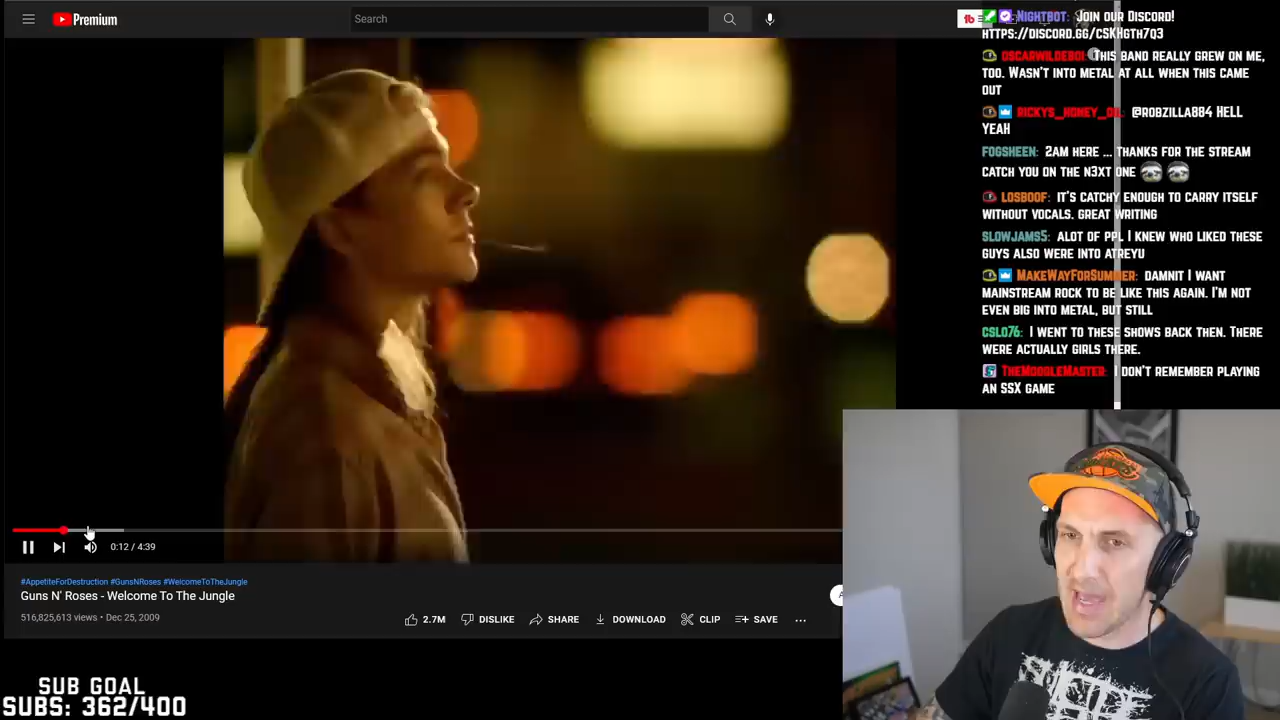 Premium
Search
NIGHTBOT: JOIN OUR DISCORD!
HTTPS://DISCORD.GG/CSKHGTH7Q3
OSCARWILDEBOI: THIS BAND REALLY GREW ON ME,
TOO. WASN'T INTO METAL AT ALL WHEN THIS CAME
OUT
@ROBZILLA884 HELL
YEAH
FOGSHEEN: 2AM HERE ... THANKS FOR THE STREAM
CATCH YOU ON THE N3XT ONE
LOSBOOF: IT'S CATCHY ENOUGH TO CARRY ITSELF
WITHOUT VOCALS. GREAT WRITING
SLOWJAMS5: ALOT OF PPL I KNEW WHO LIKED THESE
GUYS ALSO WERE INTO ATREYU
MAKEWAYFORSUMMER: DAMNIT I WANT
MAINSTREAM ROCK TO BE LIKE THIS AGAIN. I'M NOT
EVEN BIG INTO METAL, BUT STILL
CSLO76: I WENT TO THESE SHOWS BACK THEN. THERE
WERE ACTUALLY GIRLS THERE.
THEMOGGLEMASTER: I DON'T REMEMBER PLAYING
AN SSX GAME
0:12 / 4:39
#AppetiteForDestruction #GunsNRoses #WelcomeToTheJungle
Guns N' Roses - Welcome To The Jungle
516,825,613 views • Dec 25, 2009
2.7M DISLIKE SHARE DOWNLOAD CLIP SAVE
SUB GOAL
SUBS: 362/400